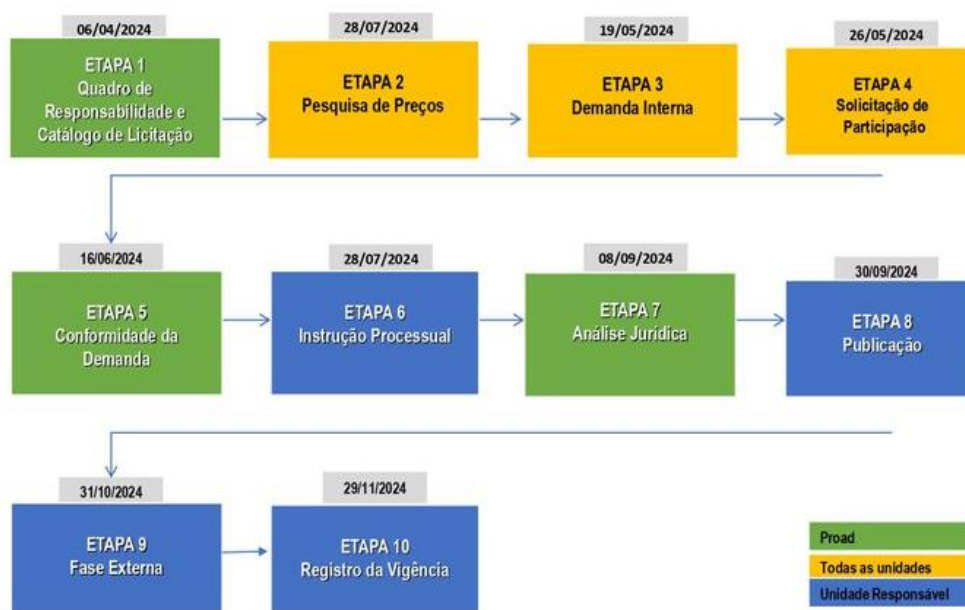 06/04/2024
ETAPA 1
Quadro de
Responsabilidade e
Catálogo de Licitação
28/07/2024
ETAPA 2
Pesquisa de Preços
19/05/2024
ETAPA 3
Demanda Interna
26/05/2024
ETAPA 4
Solicitação de
Participação
16/06/2024
ETAPA 5
Conformidade da
Demanda
28/07/2024
ETAPA 6
Instrução Processual
08/09/2024
ETAPA 7
Análise Jurídica
30/09/2024
ETAPA 8
Publicação
31/10/2024
ETAPA 9
Fase Externa
29/11/2024
ETAPA 10
Registro da Vigência
Proad
Todas as unidades
Unidade Responsável